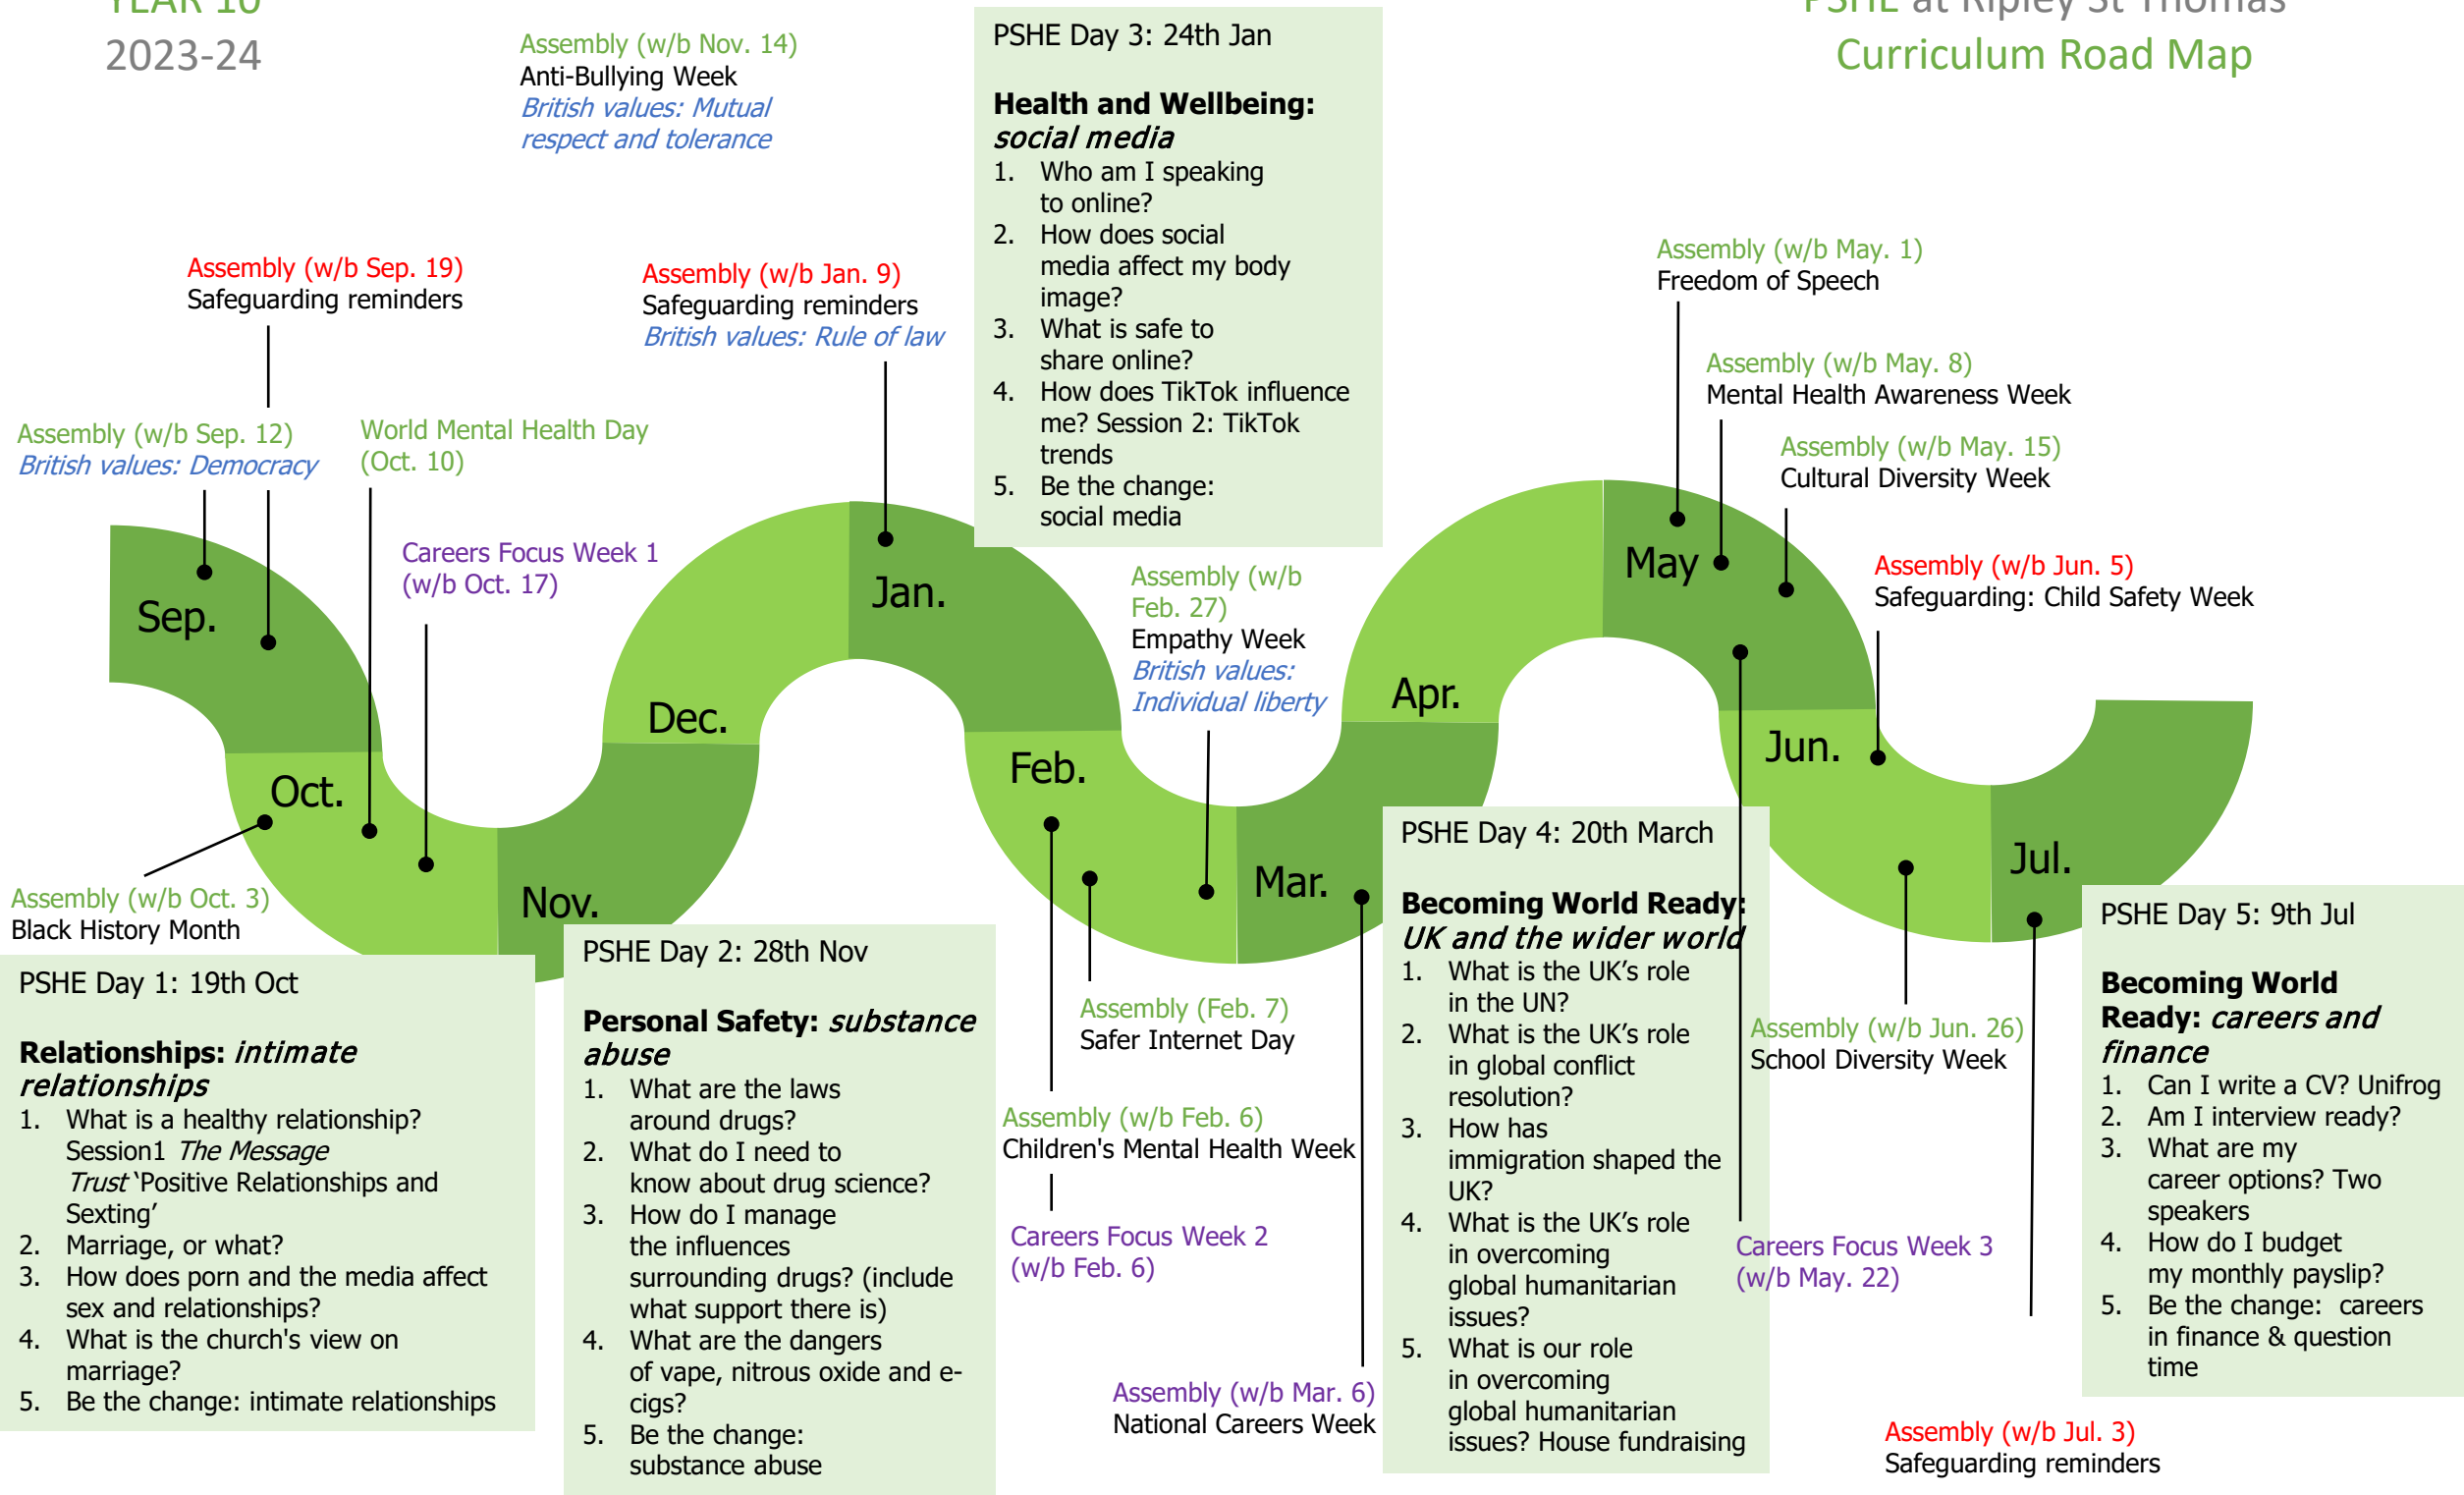 YEAR 10
2023-24
PSHE at Ripley St Thomas
Curriculum Road Map
Assembly (w/b Nov. 14)
Anti-Bullying Week
British values: Mutual
respect and tolerance
PSHE Day 3: 24th Jan
Health and Wellbeing:
social media
1. Who am I speaking
to online?
2. How does social
media affect my body
image?
3. What is safe to
share online?
4. How does TikTok influence
me? Session 2: TikTok
trends
5. Be the change:
social media
Assembly (w/b Sep. 19)
Safeguarding reminders
Assembly (w/b Jan. 9)
Safeguarding reminders
British values: Rule of law
Assembly (w/b May. 1)
Freedom of Speech
Assembly (w/b May. 8)
Mental Health Awareness Week
Assembly (w/b May. 15)
Cultural Diversity Week
Assembly (w/b Sep. 12)
British values: Democracy
World Mental Health Day
(Oct. 10)
Careers Focus Week 1
(w/b Oct. 17)
Assembly (w/b
Feb. 27)
Empathy Week
British values:
Individual liberty
Assembly (w/b Jun. 5)
Safeguarding: Child Safety Week
Sep.
Oct.
Nov.
Dec.
Jan.
Feb.
Mar.
Apr.
May
Jun.
Jul.
Assembly (w/b Oct. 3)
Black History Month
PSHE Day 1: 19th Oct
Relationships: intimate
relationships
1. What is a healthy relationship?
Session1 The Message
Trust ‘Positive Relationships and
Sexting’
2. Marriage, or what?
3. How does porn and the media affect
sex and relationships?
4. What is the church's view on
marriage?
5. Be the change: intimate relationships
PSHE Day 2: 28th Nov
Personal Safety: substance
abuse
1. What are the laws
around drugs?
2. What do I need to
know about drug science?
3. How do I manage
the influences
surrounding drugs? (include
what support there is)
4. What are the dangers
of vape, nitrous oxide and e-
cigs?
5. Be the change:
substance abuse
Assembly (Feb. 7)
Safer Internet Day
Assembly (w/b Feb. 6)
Children's Mental Health Week
Careers Focus Week 2
(w/b Feb. 6)
Assembly (w/b Mar. 6)
National Careers Week
PSHE Day 4: 20th March
Becoming World Ready:
UK and the wider world
1. What is the UK’s role
in the UN?
2. What is the UK’s role
in global conflict
resolution?
3. How has
immigration shaped the
UK?
4. What is the UK’s role
in overcoming
global humanitarian
issues?
5. What is our role
in overcoming
global humanitarian
issues? House fundraising
Assembly (w/b Jun. 26)
School Diversity Week
Careers Focus Week 3
(w/b May. 22)
PSHE Day 5: 9th Jul
Becoming World
Ready: careers and
finance
1. Can I write a CV? Unifrog
2. Am I interview ready?
3. What are my
career options? Two
speakers
4. How do I budget
my monthly payslip?
5. Be the change:  careers
in finance & question
time
Assembly (w/b Jul. 3)
Safeguarding reminders